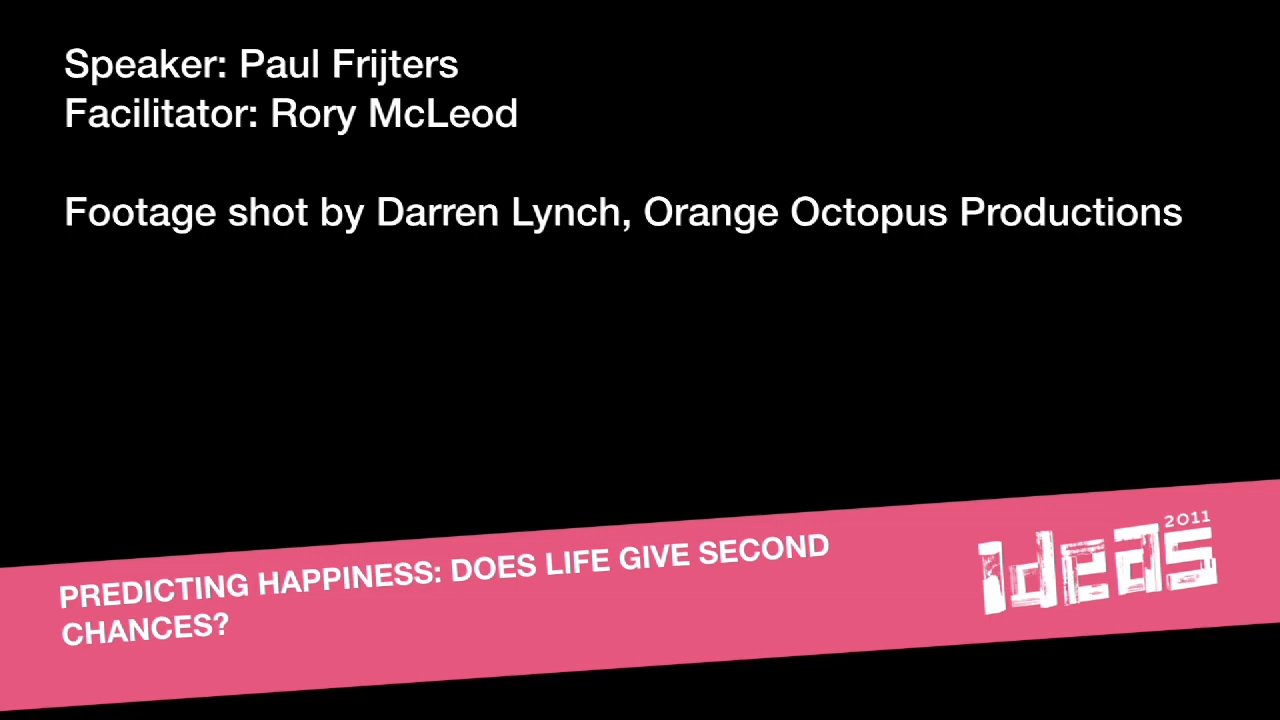 Speaker: Paul Frijters
Facilitator: Rory McLeod
Footage shot by Darren Lynch, Orange Octopus Productions
PREDICTING HAPPINESS: DOES LIFE GIVE SECOND
CHANCES?
2011
Ideas